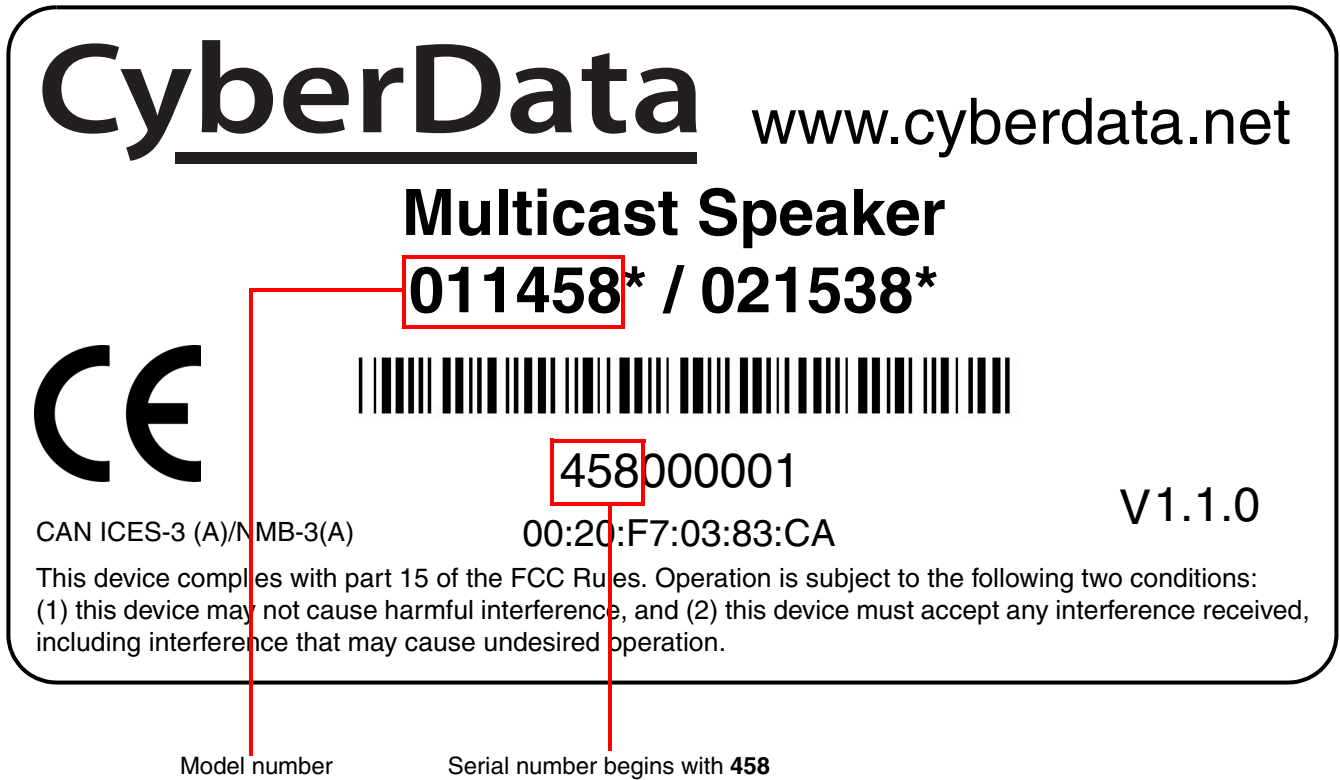 CyberData www.cyberdata.net
Multicast Speaker
011458* / 021538*
CE
458000001
V1.1.0
CAN ICES-3 (A)/NMB-3(A) 00:20:F7:03:83:CA
This device complies with part 15 of the FCC Rules. Operation is subject to the following two conditions:
(1) this device may not cause harmful interference, and (2) this device must accept any interference received,
including interference that may cause undesired operation.
Model number Serial number begins with 458